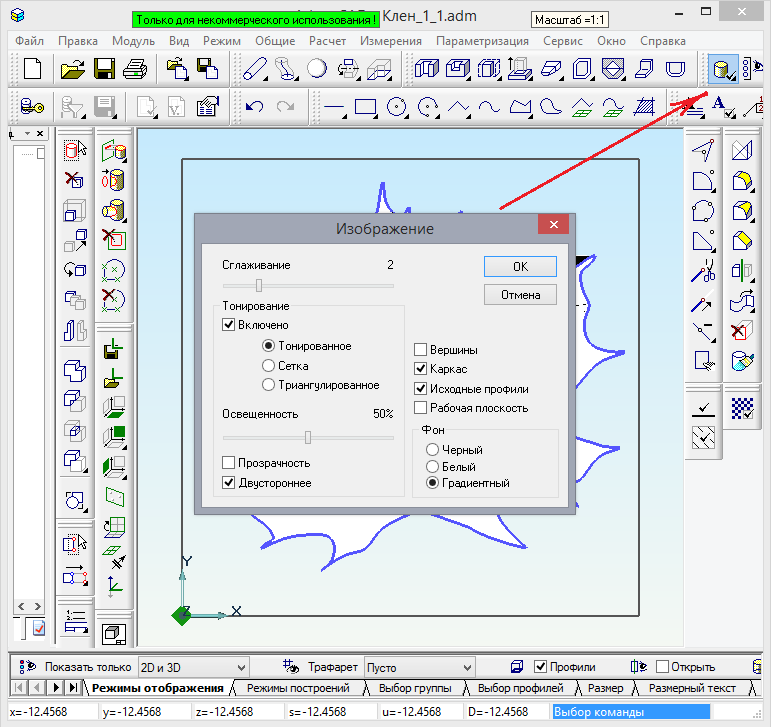 Клен_1_1.adm
Только для некоммерческого использования !
Масштаб =1:1
Файл Правка Модуль Вид Режим Общие Расчет Измерения Параметризация Сервис Окно Справка
Изображение
Сглаживание 2
OK
Отмена
Тонирование
Включено
Тонированное
Сетка
Триангулированное
Освещенность 50%
Прозрачность
Двустороннее
Вершины
Каркас
Исходные профили
Рабочая плоскость
Фон
Черный
Белый
Градиентный
Y
Z X
Показать только 2D и 3D Трафарет Пусто Профили Открыть
Режимы отображения Режимы построений Выбор группы Выбор профилей Размер Размерный текст
x=-12.4568 y=-12.4568 z=-12.4568 s=-12.4568 u=-12.4568 D=-12.4568 Выбор команды